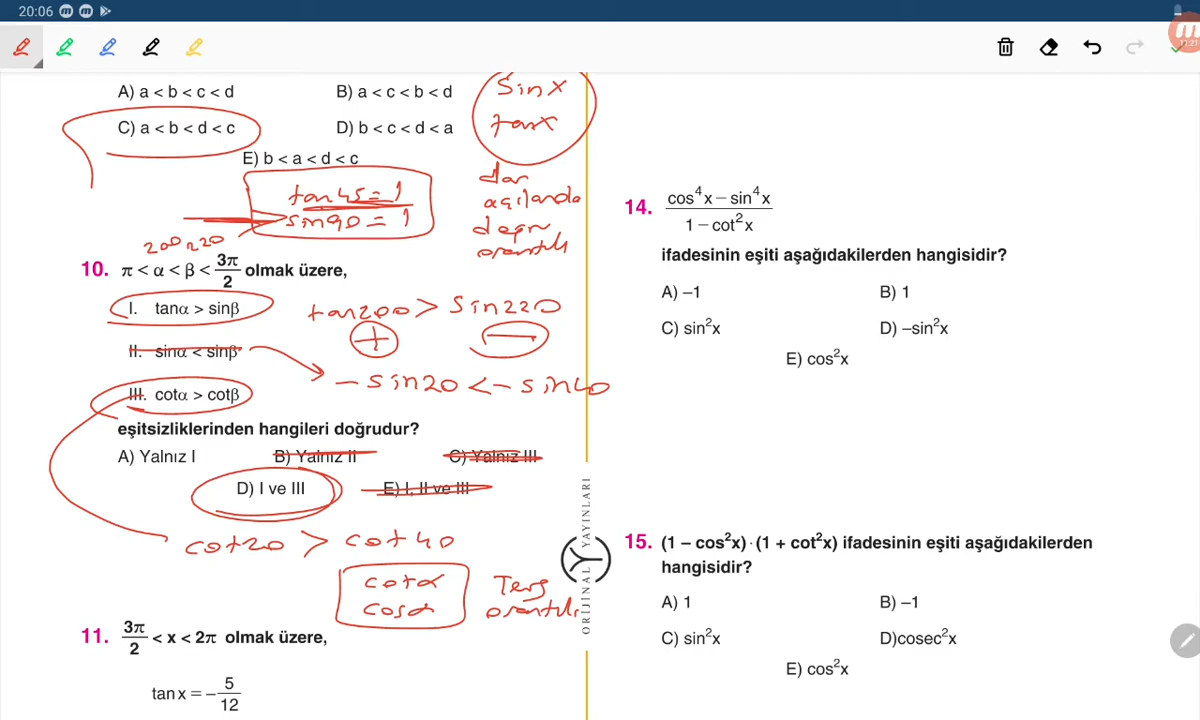 20:06
A) a < b < c < d
B) a < c < b < d
C) a < b < d < c
D) b < c < d < a
E) b < a < d < c
sinx
tanx
dar
açılarda
doğru
orantılı
tan45=1
sin90=1
200 220
10. π < α < β < 3π/2 olmak üzere,
I. tanα > sinβ
tan200 > sin220
+ −
II. sinα < sinβ
−sin20 < −sin40
III. cotα > cotβ
eşitsizliklerinden hangileri doğrudur?
A) Yalnız I
B) Yalnız II
C) Yalnız III
D) I ve III
E) I, II ve III
cot20 > cot40
cotα
cosα
Ters
orantılı
11. 3π/2 < x < 2π olmak üzere,
tan x = −5/12
ORİJİNAL YAYINLARI
14. (cos⁴x − sin⁴x)/(1 − cot²x)
ifadesinin eşiti aşağıdakilerden hangisidir?
A) −1
B) 1
C) sin²x
D) −sin²x
E) cos²x
15. (1 − cos²x) · (1 + cot²x) ifadesinin eşiti aşağıdakilerden
hangisidir?
A) 1
B) −1
C) sin²x
D)cosec²x
E) cos²x